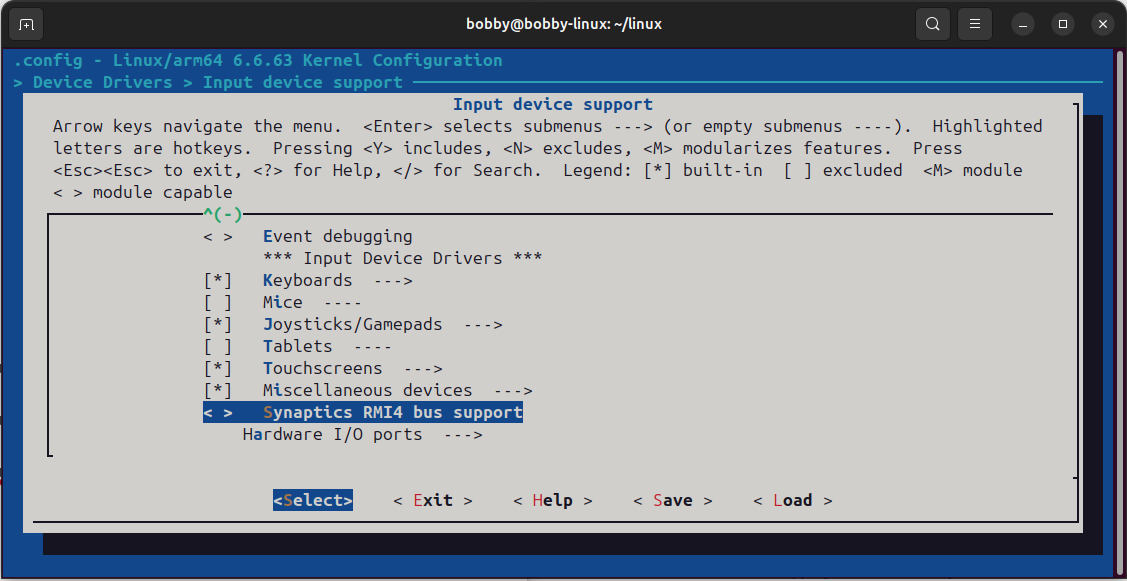 bobby@bobby-linux: ~/linux
.config - Linux/arm64 6.6.63 Kernel Configuration
> Device Drivers > Input device support
Input device support
Arrow keys navigate the menu.  <Enter> selects submenus ---> (or empty submenus ----).  Highlighted
letters are hotkeys.  Pressing <Y> includes, <N> excludes, <M> modularizes features.  Press
<Esc><Esc> to exit, <?> for Help, </> for Search.  Legend: [*] built-in  [ ] excluded  <M> module
< > module capable
^(-)
< >   Event debugging
*** Input Device Drivers ***
[*]   Keyboards  --->
[ ]   Mice  ----
[*]   Joysticks/Gamepads  --->
[ ]   Tablets  ----
[*]   Touchscreens  --->
[*]   Miscellaneous devices  --->
< >   Synaptics RMI4 bus support
Hardware I/O ports  --->
<Select>    < Exit >    < Help >    < Save >    < Load >